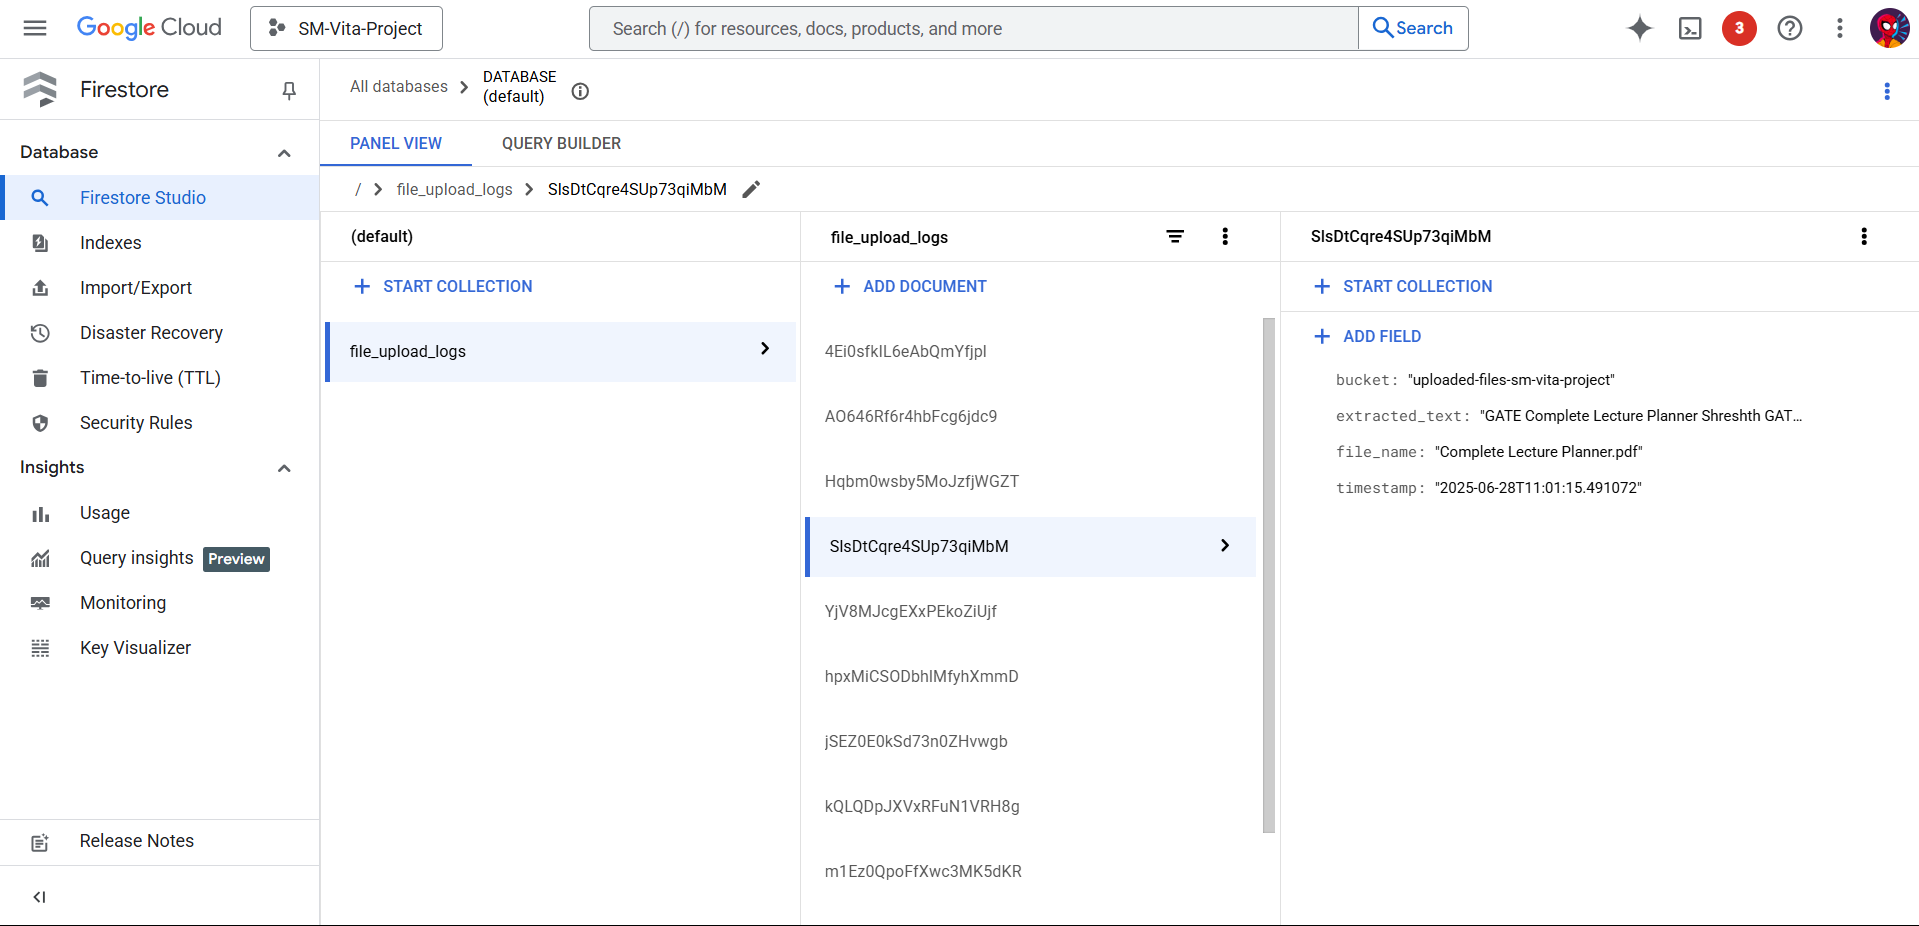 Google Cloud
SM-Vita-Project
Search (/) for resources, docs, products, and more
Search
3
Firestore
All databases
DATABASE
(default)
Database
PANEL VIEW
QUERY BUILDER
Firestore Studio
Indexes
Import/Export
Disaster Recovery
Time-to-live (TTL)
Security Rules
Insights
Usage
Query insights Preview
Monitoring
Key Visualizer
Release Notes
/ file_upload_logs SlsDtCqre4SUp73qiMbM
(default)
START COLLECTION
file_upload_logs
file_upload_logs
ADD DOCUMENT
4Ei0sfkIL6eAbQmYfjpI
AO646Rf6r4hbFcg6jdc9
Hqbm0wsby5MoJzfjWGZT
SlsDtCqre4SUp73qiMbM
YjV8MJcgEXxPEkoZiUjf
hpxMiCSODbhIMfyhXmmD
jSEZ0E0kSd73n0ZHvwgb
kQLQDpJXVxRFuN1VRH8g
m1Ez0QpoFfXwc3MK5dKR
SlsDtCqre4SUp73qiMbM
START COLLECTION
ADD FIELD
bucket: "uploaded-files-sm-vita-project"
extracted_text: "GATE Complete Lecture Planner Shreshth GAT...
file_name: "Complete Lecture Planner.pdf"
timestamp: "2025-06-28T11:01:15.491072"